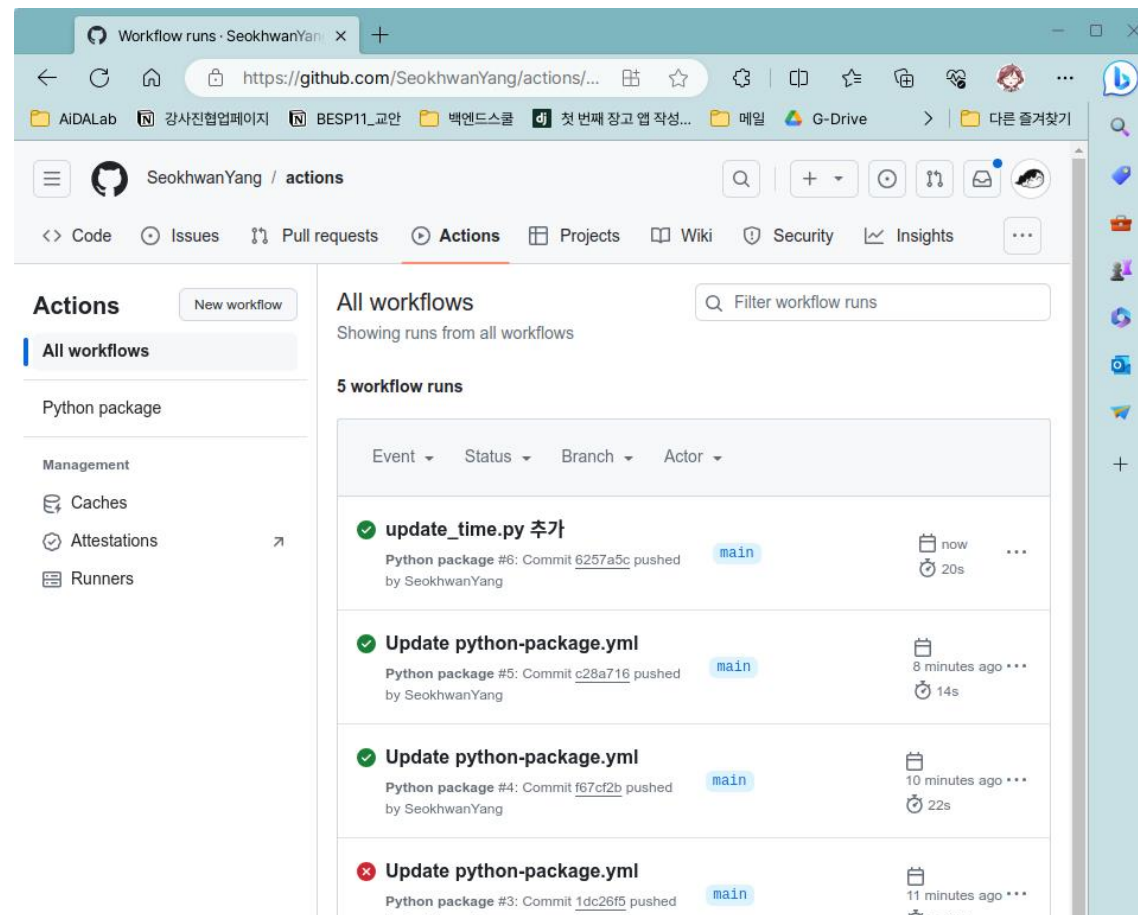 Workflow runs · SeokhwanYan
https://github.com/SeokhwanYang/actions/...
AiDALab 강사진협업페이지 BESP11_교안 백엔드스쿨 dj 첫 번째 장고 앱 작성... 메일 G-Drive 다른 즐겨찾기
SeokhwanYang / actions
Code Issues Pull requests Actions Projects Wiki Security Insights
Actions
New workflow
All workflows
Python package
Management
Caches
Attestations
Runners
All workflows
Filter workflow runs
Showing runs from all workflows
5 workflow runs
Event Status Branch Actor
update_time.py 추가
Python package #6: Commit 6257a5c pushed
by SeokhwanYang
main
now
20s
Update python-package.yml
Python package #5: Commit c28a716 pushed
by SeokhwanYang
main
8 minutes ago
14s
Update python-package.yml
Python package #4: Commit f67cf2b pushed
by SeokhwanYang
main
10 minutes ago
22s
Update python-package.yml
Python package #3: Commit 1dc26f5 pushed
main
11 minutes ago